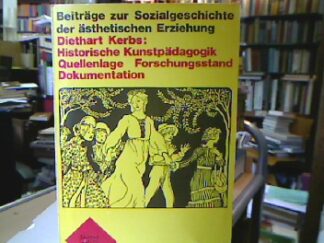 Beiträge zur Sozialgeschichte
der ästhetischen Erziehung
Diethart Kerbs:
Historische Kunstpädagogik
Quellenlage Forschungsstand
Dokumentation